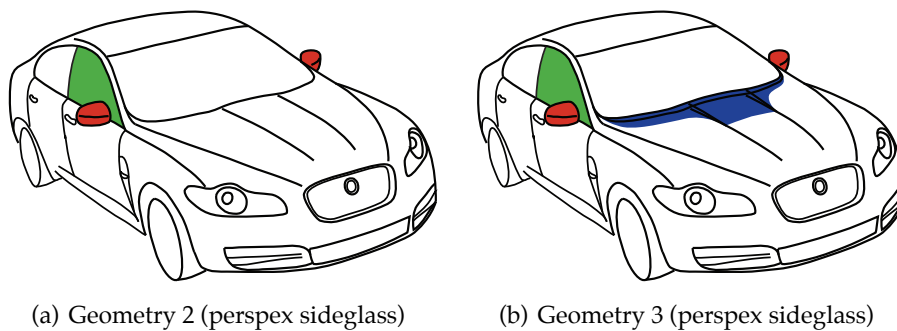 (a) Geometry 2 (perspex sideglass)
(b) Geometry 3 (perspex sideglass)